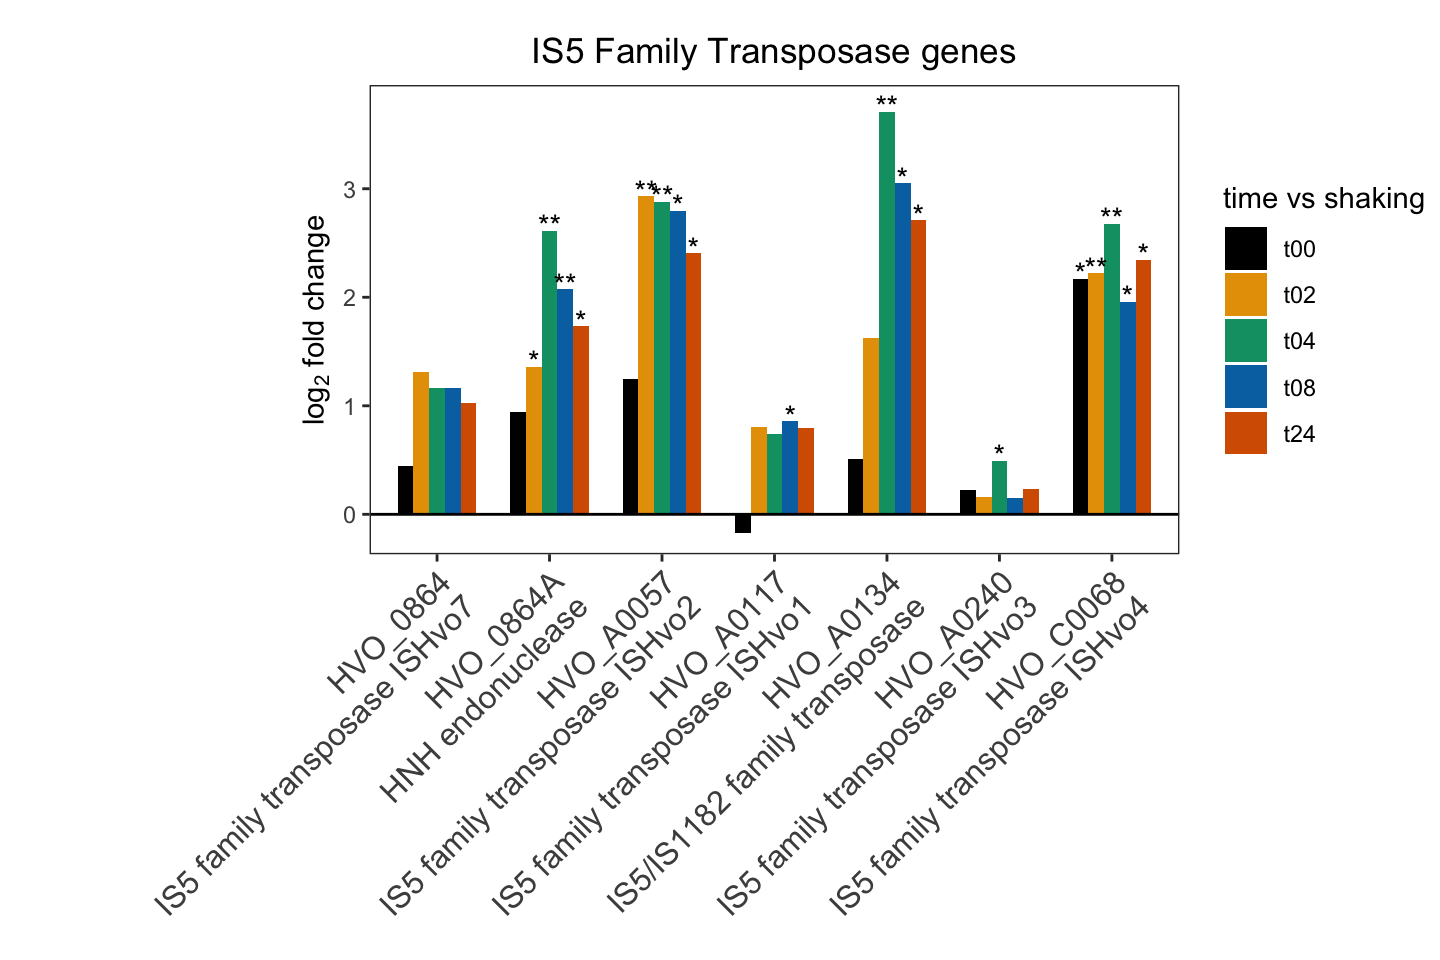 IS5 Family Transposase genes
log2 fold change
3
2
1
0
** ** * * ** ** * ** ** * * * ** * * * * ** ** * *
HVO_0864
IS5 family transposase ISHvo7
HVO_0864A
HNH endonuclease
HVO_A0057
IS5 family transposase ISHvo2
HVO_A0117
IS5 family transposase ISHvo1
HVO_A0134
IS5/IS1182 family transposase
HVO_A0240
IS5 family transposase ISHvo3
HVO_C0068
IS5 family transposase ISHvo4
time vs shaking
t00
t02
t04
t08
t24